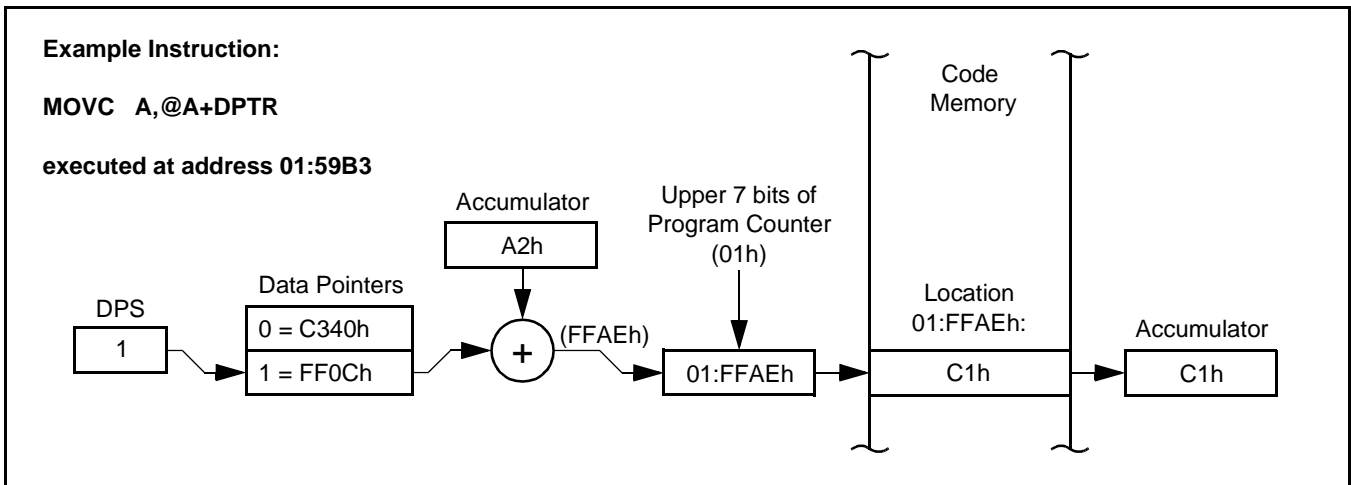 Example Instruction:
MOVC A,@A+DPTR
executed at address 01:59B3
Code
Memory
Accumulator
A2h
Upper 7 bits of
Program Counter
(01h)
DPS
1
Data Pointers
0 = C340h
1 = FF0Ch
+
(FFAEh)
01:FFAEh
Location
01:FFAEh:
C1h
Accumulator
C1h